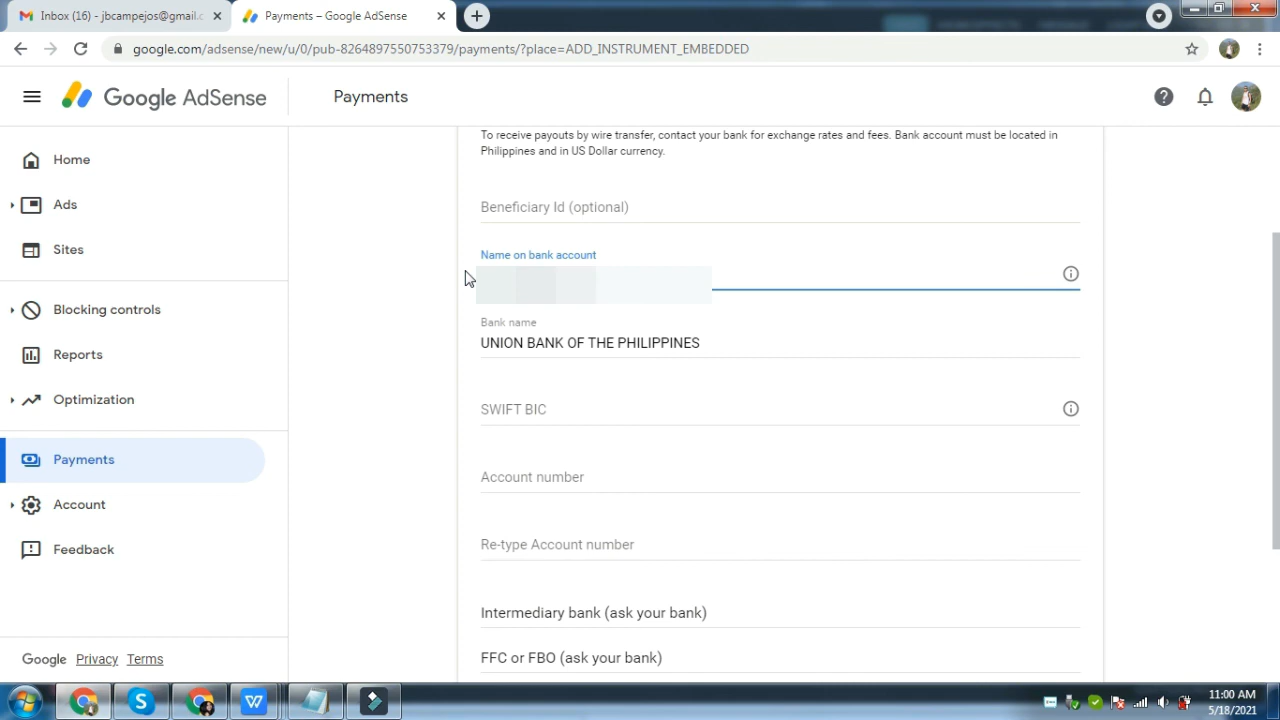 Inbox (16) - jbcampejos@gmail.c
Payments – Google AdSense
google.com/adsense/new/u/0/pub-8264897550753379/payments/?place=ADD_INSTRUMENT_EMBEDDED
Google AdSense
Payments
Home
Ads
Sites
Blocking controls
Reports
Optimization
Payments
Account
Feedback
Google Privacy Terms
To receive payouts by wire transfer, contact your bank for exchange rates and fees. Bank account must be located in
Philippines and in US Dollar currency.
Beneficiary Id (optional)
Name on bank account
Bank name
UNION BANK OF THE PHILIPPINES
SWIFT BIC
Account number
Re-type Account number
Intermediary bank (ask your bank)
FFC or FBO (ask your bank)
11:00 AM
5/18/2021